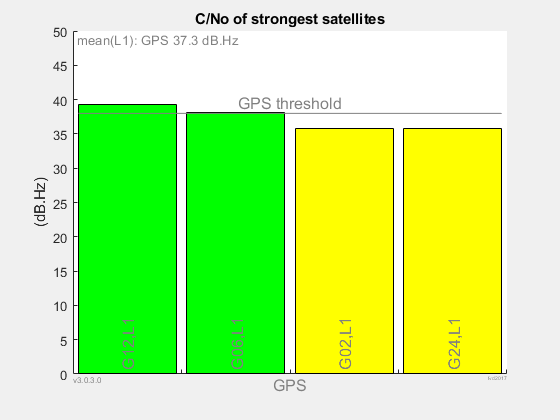 C/No of strongest satellites
mean(L1): GPS 37.3 dB.Hz
GPS threshold
(dB.Hz)
50
45
40
35
30
25
20
15
10
5
0
G12,L1
G06,L1
G02,L1
G24,L1
v3.0.3.0
GPS